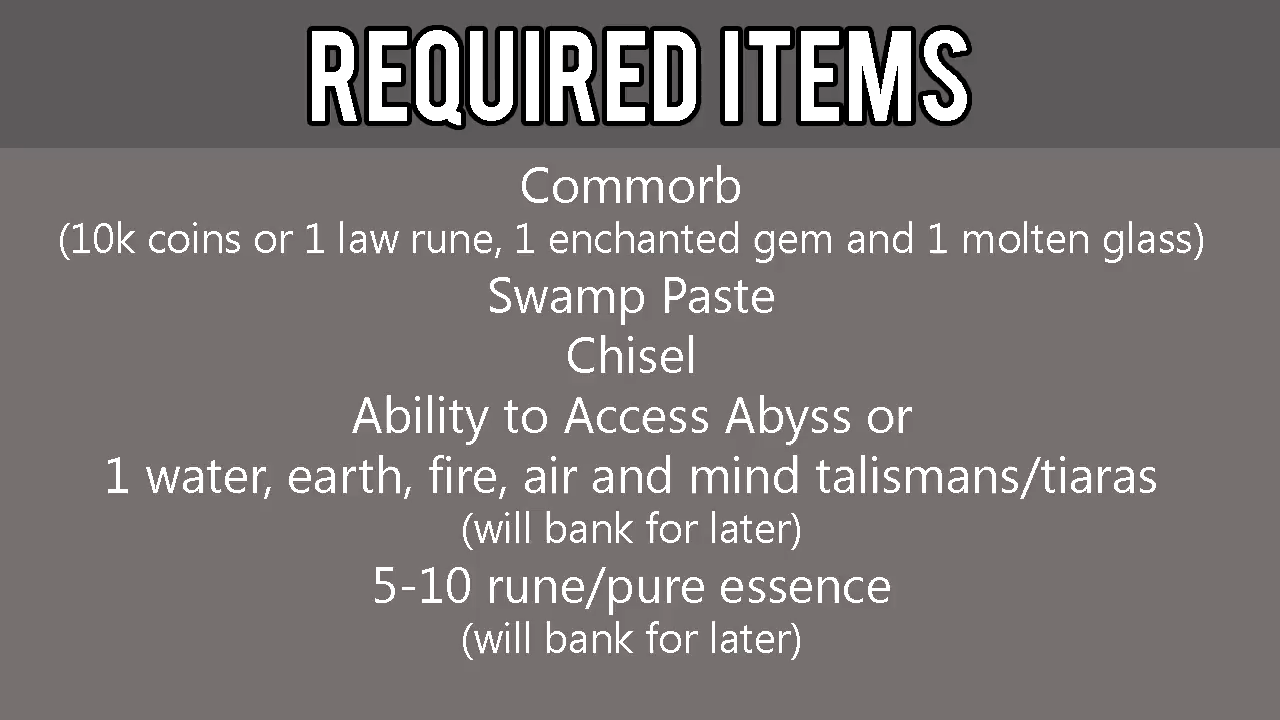 REQUIRED ITEMS
Commorb
(10k coins or 1 law rune, 1 enchanted gem and 1 molten glass)
Swamp Paste
Chisel
Ability to Access Abyss or
1 water, earth, fire, air and mind talismans/tiaras
(will bank for later)
5-10 rune/pure essence
(will bank for later)